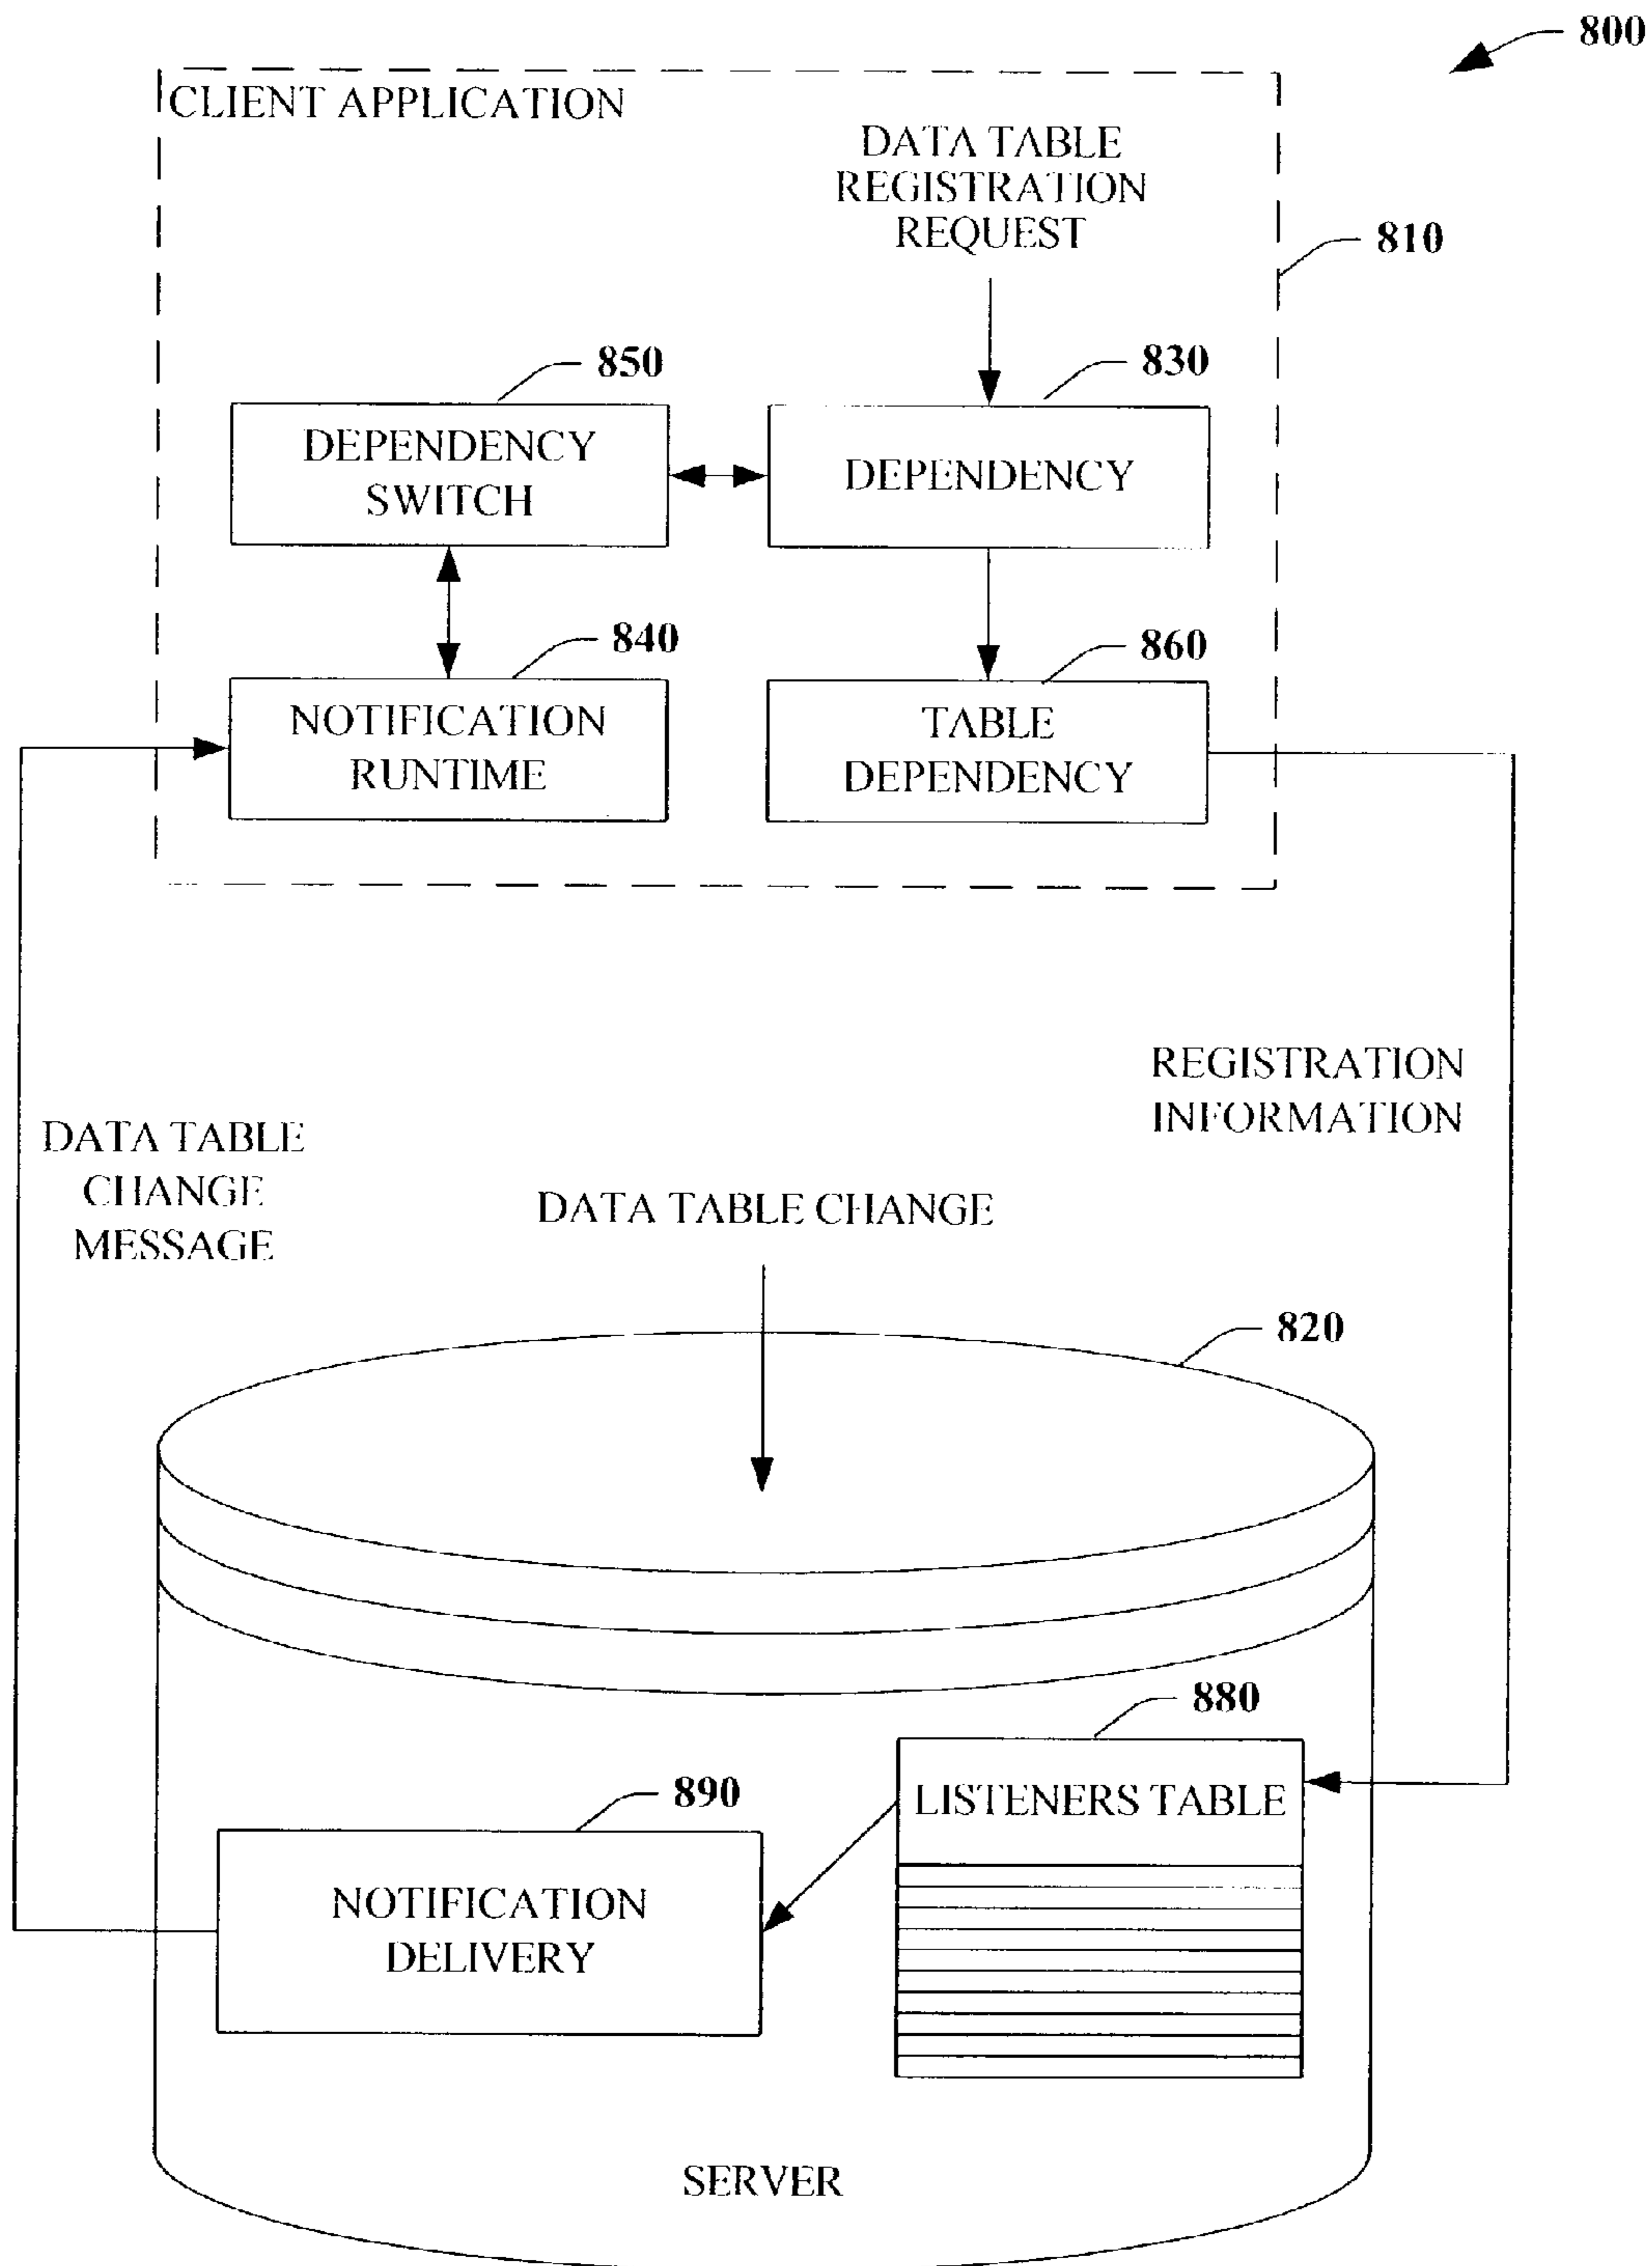 800
CLIENT APPLICATION
DATA TABLE
REGISTRATION
REQUEST
810
850
830
DEPENDENCY
SWITCH
DEPENDENCY
840
860
NOTIFICATION
RUNTIME
TABLE
DEPENDENCY
REGISTRATION
INFORMATION
DATA TABLE
CHANGE
MESSAGE
DATA TABLE CHANGE
820
880
LISTENERS TABLE
890
NOTIFICATION
DELIVERY
SERVER